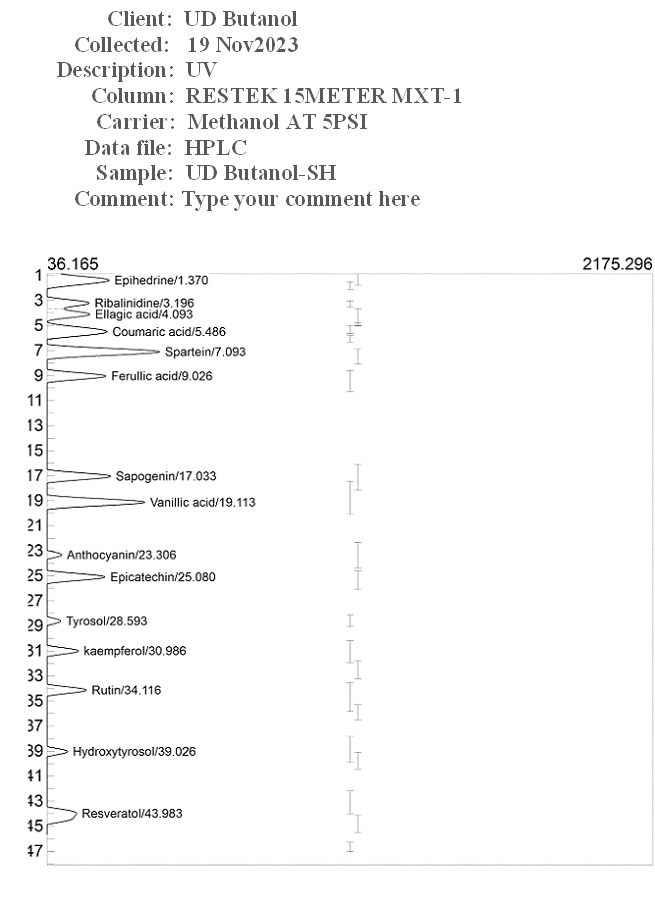 Client: UD Butanol
Collected: 19 Nov2023
Description: UV
Column: RESTEK 15METER MXT-1
Carrier: Methanol AT 5PSI
Data file: HPLC
Sample: UD Butanol-SH
Comment: Type your comment here
36.165 2175.296
1
Epihedrine/1.370
3
Ribalinidine/3.196
Ellagic acid/4.093
5
Coumaric acid/5.486
7
Spartein/7.093
9
Ferullic acid/9.026
11
13
15
17
Sapogenin/17.033
19
Vanillic acid/19.113
21
23
Anthocyanin/23.306
25
Epicatechin/25.080
27
Tyrosol/28.593
29
31
kaempferol/30.986
33
Rutin/34.116
35
37
39
Hydroxytyrosol/39.026
41
43
Resveratol/43.983
45
47